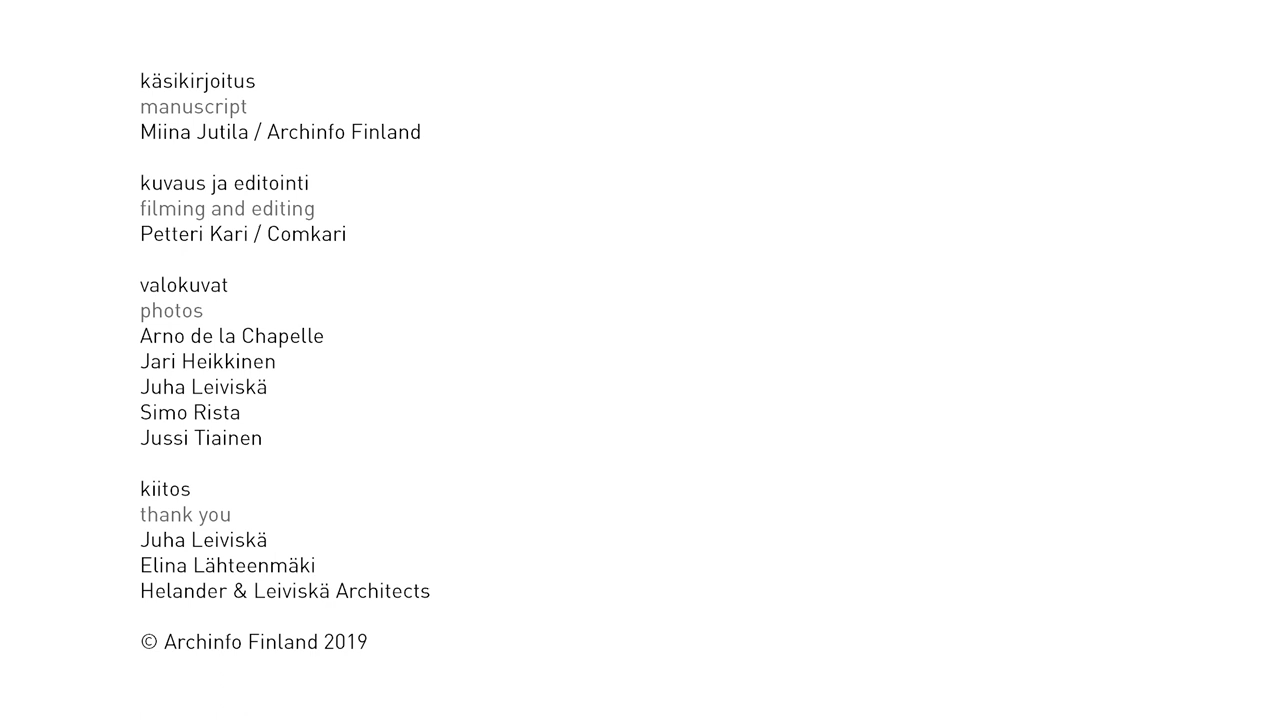 käsikirjoitus
manuscript
Miina Jutila / Archinfo Finland
kuvaus ja editointi
filming and editing
Petteri Kari / Comkari
valokuvat
photos
Arno de la Chapelle
Jari Heikkinen
Juha Leiviskä
Simo Rista
Jussi Tiainen
kiitos
thank you
Juha Leiviskä
Elina Lähteenmäki
Helander & Leiviskä Architects
© Archinfo Finland 2019